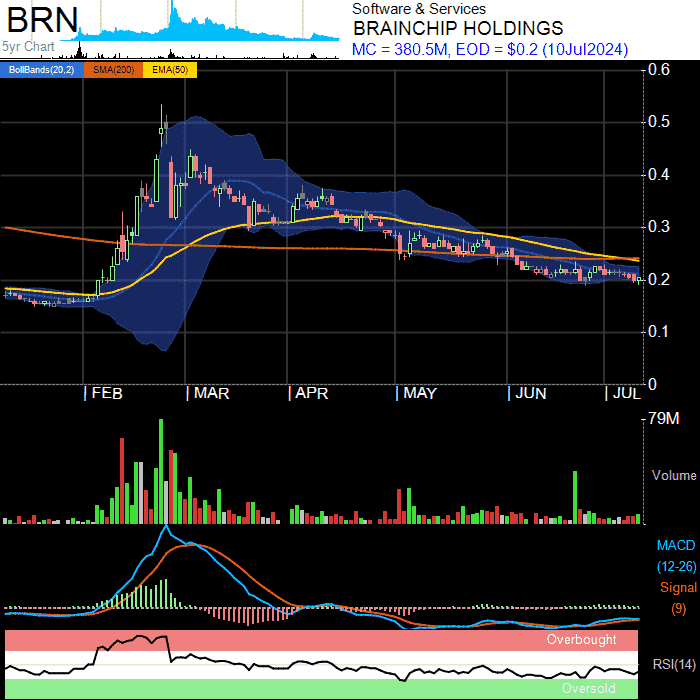 BRN
5yr Chart
Software & Services
BRAINCHIP HOLDINGS
MC = 380.5M, EOD = $0.2 (10Jul2024)
BollBands(20,2) SMA(200) EMA(50)
0.6
0.5
0.4
0.3
0.2
0.1
0
FEB MAR APR MAY JUN JUL
79M
Volume
MACD
(12-26)
Signal
(9)
Overbought
RSI(14)
Oversold